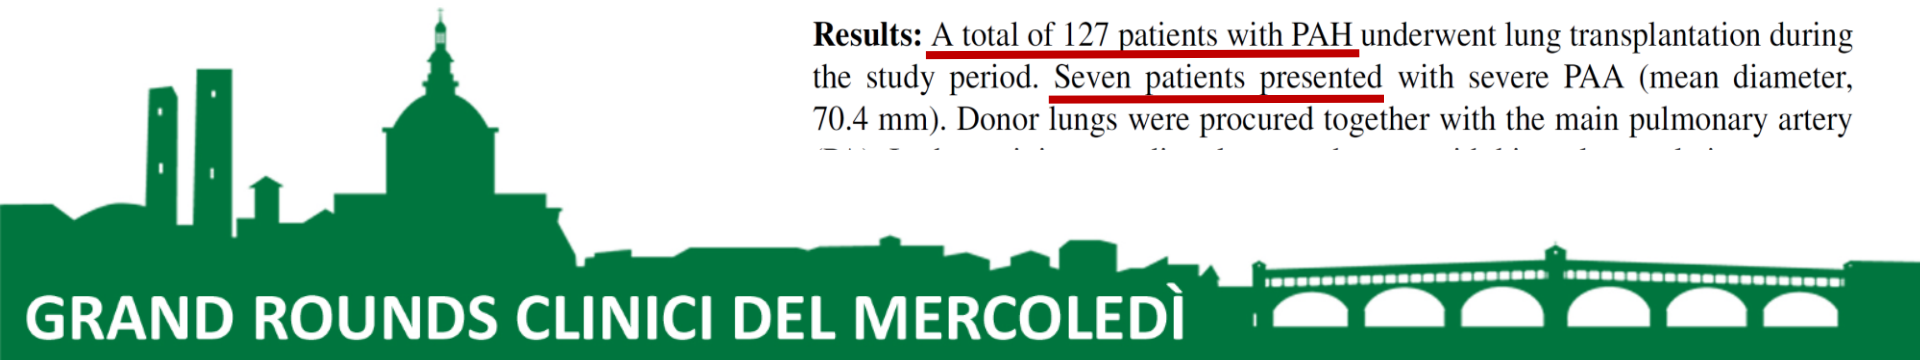 Results: A total of 127 patients with PAH underwent lung transplantation during
the study period. Seven patients presented with severe PAA (mean diameter,
70.4 mm). Donor lungs were procured together with the main pulmonary artery
GRAND ROUNDS CLINICI DEL MERCOLEDÌ